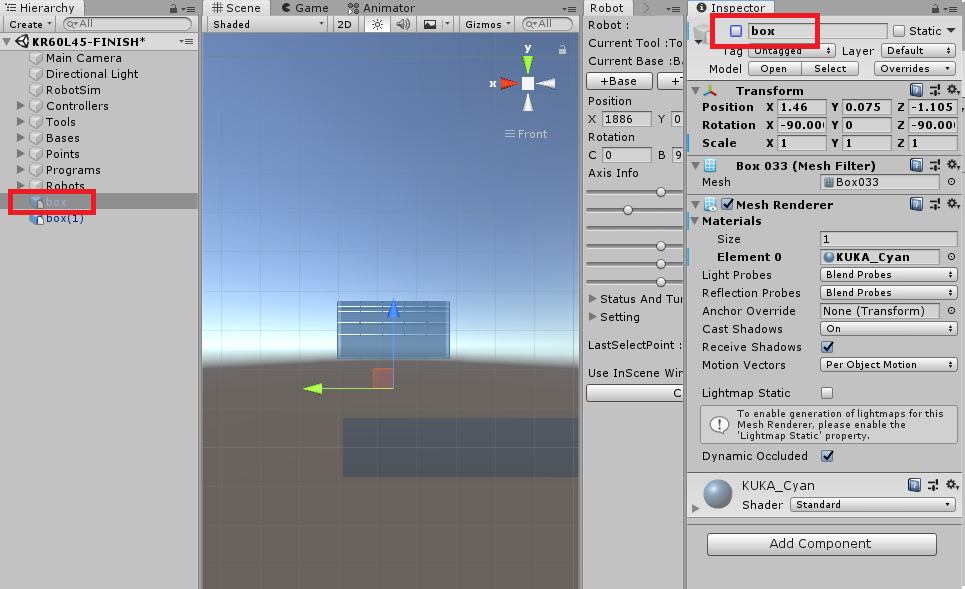 Hierarchy
Create
All
KR60L45-FINISH*
Main Camera
Directional Light
RobotSim
Controllers
Tools
Bases
Points
Programs
Robots
box
box(1)
Scene
Game
Animator
Shaded
2D
Gizmos
All
y
x
Front
Robot
Robot :
Current Tool :To
Current Base :Ba
+Base
+T
Position
X 1886 Y 0
Rotation
C 0 B 9
Axis Info
Status And Tur
Setting
LastSelectPoint :
Use InScene Win
C
Inspector
box
Static
Tag Untagged Layer Default
Model Open Select Overrides
Transform
Position X 1.46 Y 0.075 Z -1.105
Rotation X -90.00 Y 0 Z -90.00
Scale X 1 Y 1 Z 1
Box 033 (Mesh Filter)
Mesh Box033
Mesh Renderer
Materials
Size 1
Element 0 KUKA_Cyan
Light Probes Blend Probes
Reflection Probes Blend Probes
Anchor Override None (Transform)
Cast Shadows On
Receive Shadows
Motion Vectors Per Object Motion
Lightmap Static
To enable generation of lightmaps for this
Mesh Renderer, please enable the
'Lightmap Static' property.
Dynamic Occluded
KUKA_Cyan
Shader Standard
Add Component